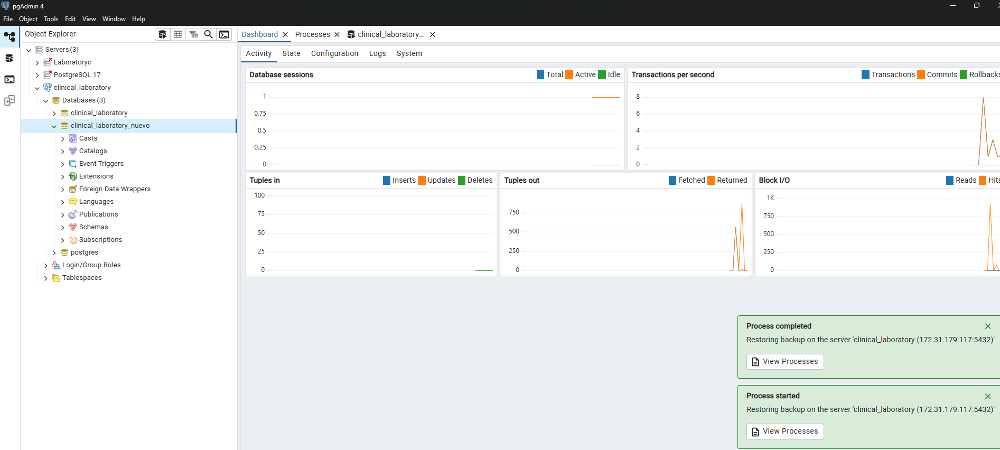 pgAdmin 4
File Object Tools Edit View Window Help
Object Explorer
Servers (3)
Laboratoryc
PostgreSQL 17
clinical_laboratory
Databases (3)
clinical_laboratory
clinical_laboratory_nuevo
Casts
Catalogs
Event Triggers
Extensions
Foreign Data Wrappers
Languages
Publications
Schemas
Subscriptions
postgres
Login/Group Roles
Tablespaces
Dashboard Processes clinical_laboratory...
Activity State Configuration Logs System
Database sessions Total Active Idle
1
0.75
0.5
0.25
0
Transactions per second Transactions Commits Rollbacks
8
6
4
2
0
Tuples in Inserts Updates Deletes
100
75
50
25
0
Tuples out Fetched Returned
750
500
250
0
Block I/O Reads Hits
1K
750
500
250
0
Process completed
Restoring backup on the server 'clinical_laboratory (172.31.179.117:5432)'
View Processes
Process started
Restoring backup on the server 'clinical_laboratory (172.31.179.117:5432)'
View Processes